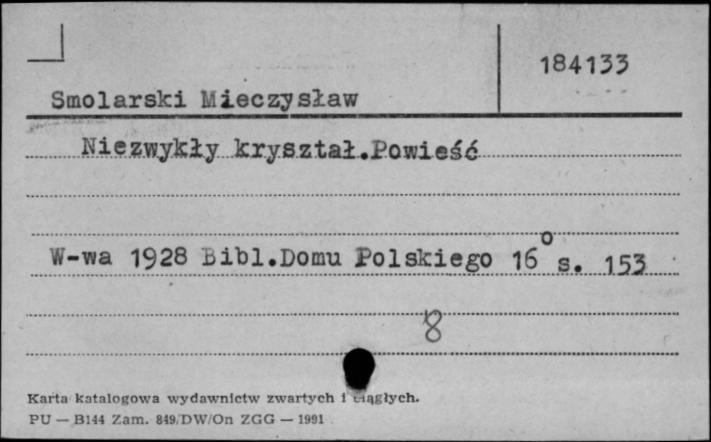 184133
Smolarski Mieczysław
Niezwykły kryształ.Powieść
W-wa 1928 Bibl.Domu Polskiego 16° s. 153
8
Karta katalogowa wydawnictw zwartych i ciągłych.
PU — B144 Zam. 849/DW/On ZGG — 1991